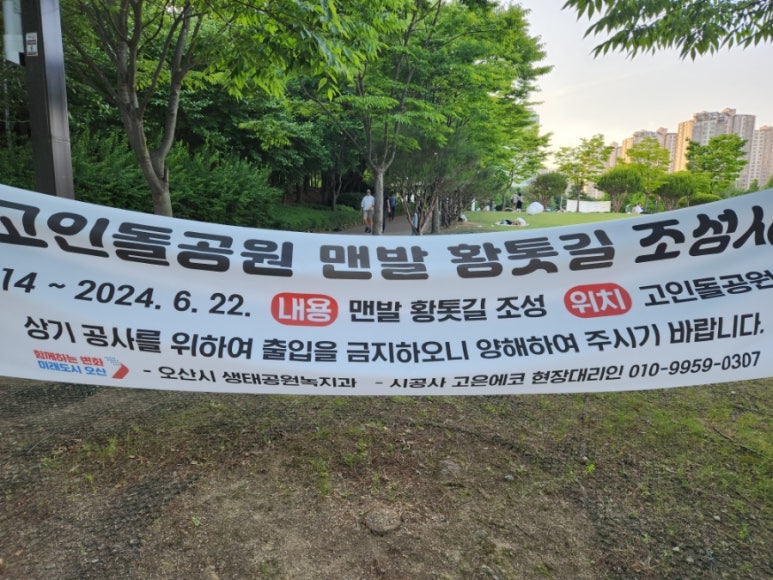 고인돌공원 맨발 황톳길 조성사
14 ~ 2024. 6. 22. 내용 맨발 황톳길 조성 위치 고인돌공원
상기 공사를 위하여 출입을 금지하오니 양해하여 주시기 바랍니다.
함께하는 변화
미래도시 오산
- 오산시 생태공원녹지과 - 시공사 고은에코 현장대리인 010-9959-0307